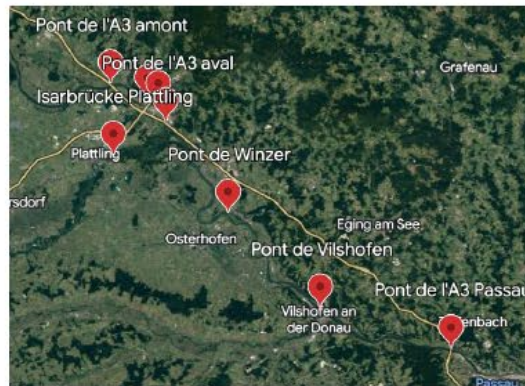 Pont de l'A3 amont
Pont de l'A3 aval
Grafenau
Isarbrücke Plattling
Plattling
Pont de Winzer
rsdorf
Osterhofen
Eging am See
Pont de Vilshofen
Pont de l'A3 Passau
Vilshofen an
der Donau
Passau